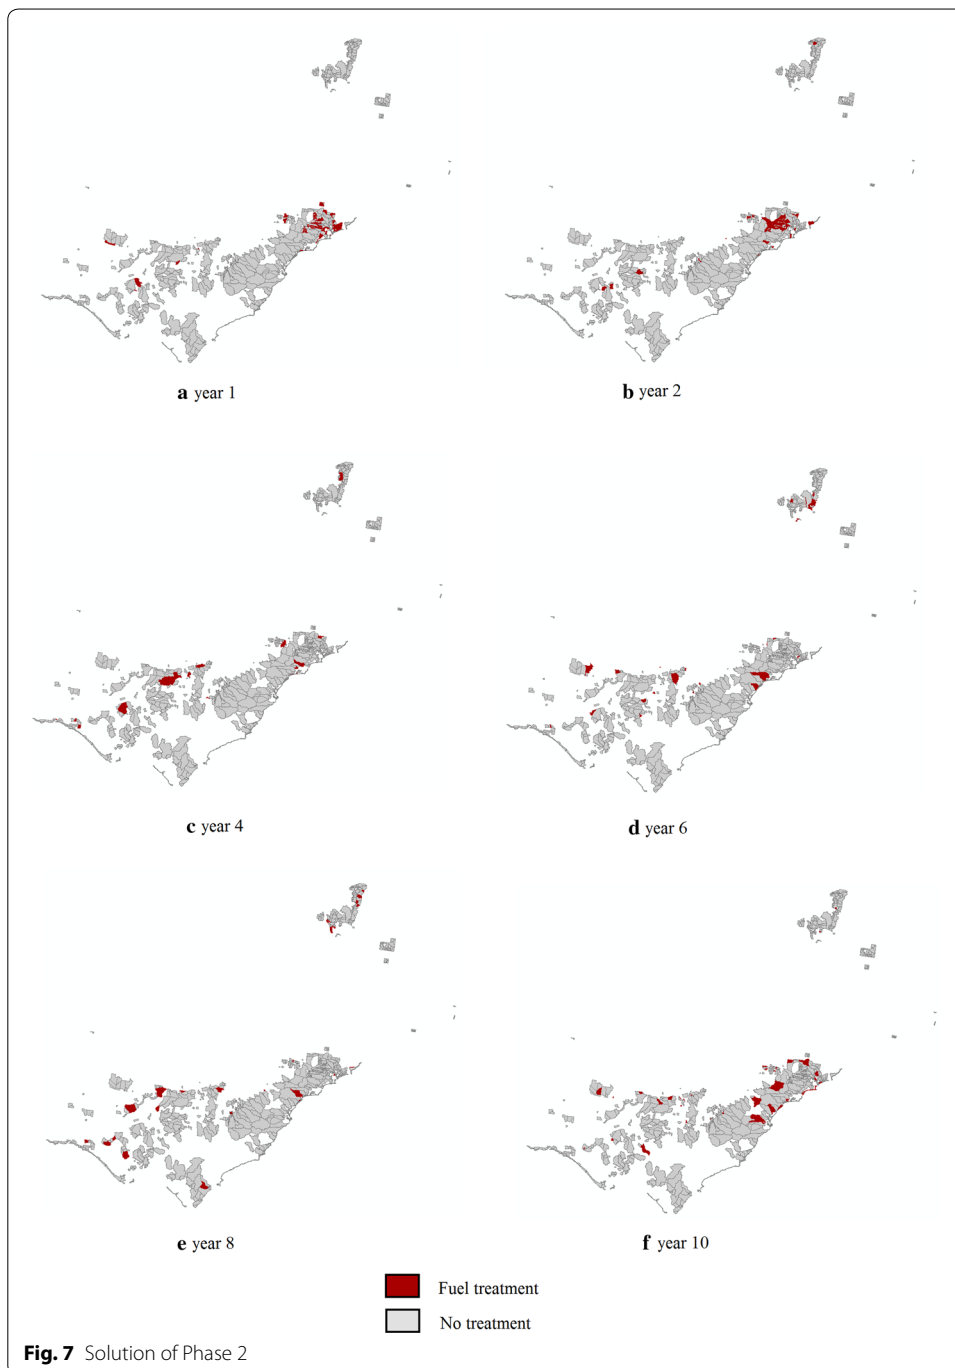 a year 1
b year 2
c year 4
d year 6
e year 8
f year 10
Fuel treatment
No treatment
Fig. 7 Solution of Phase 2